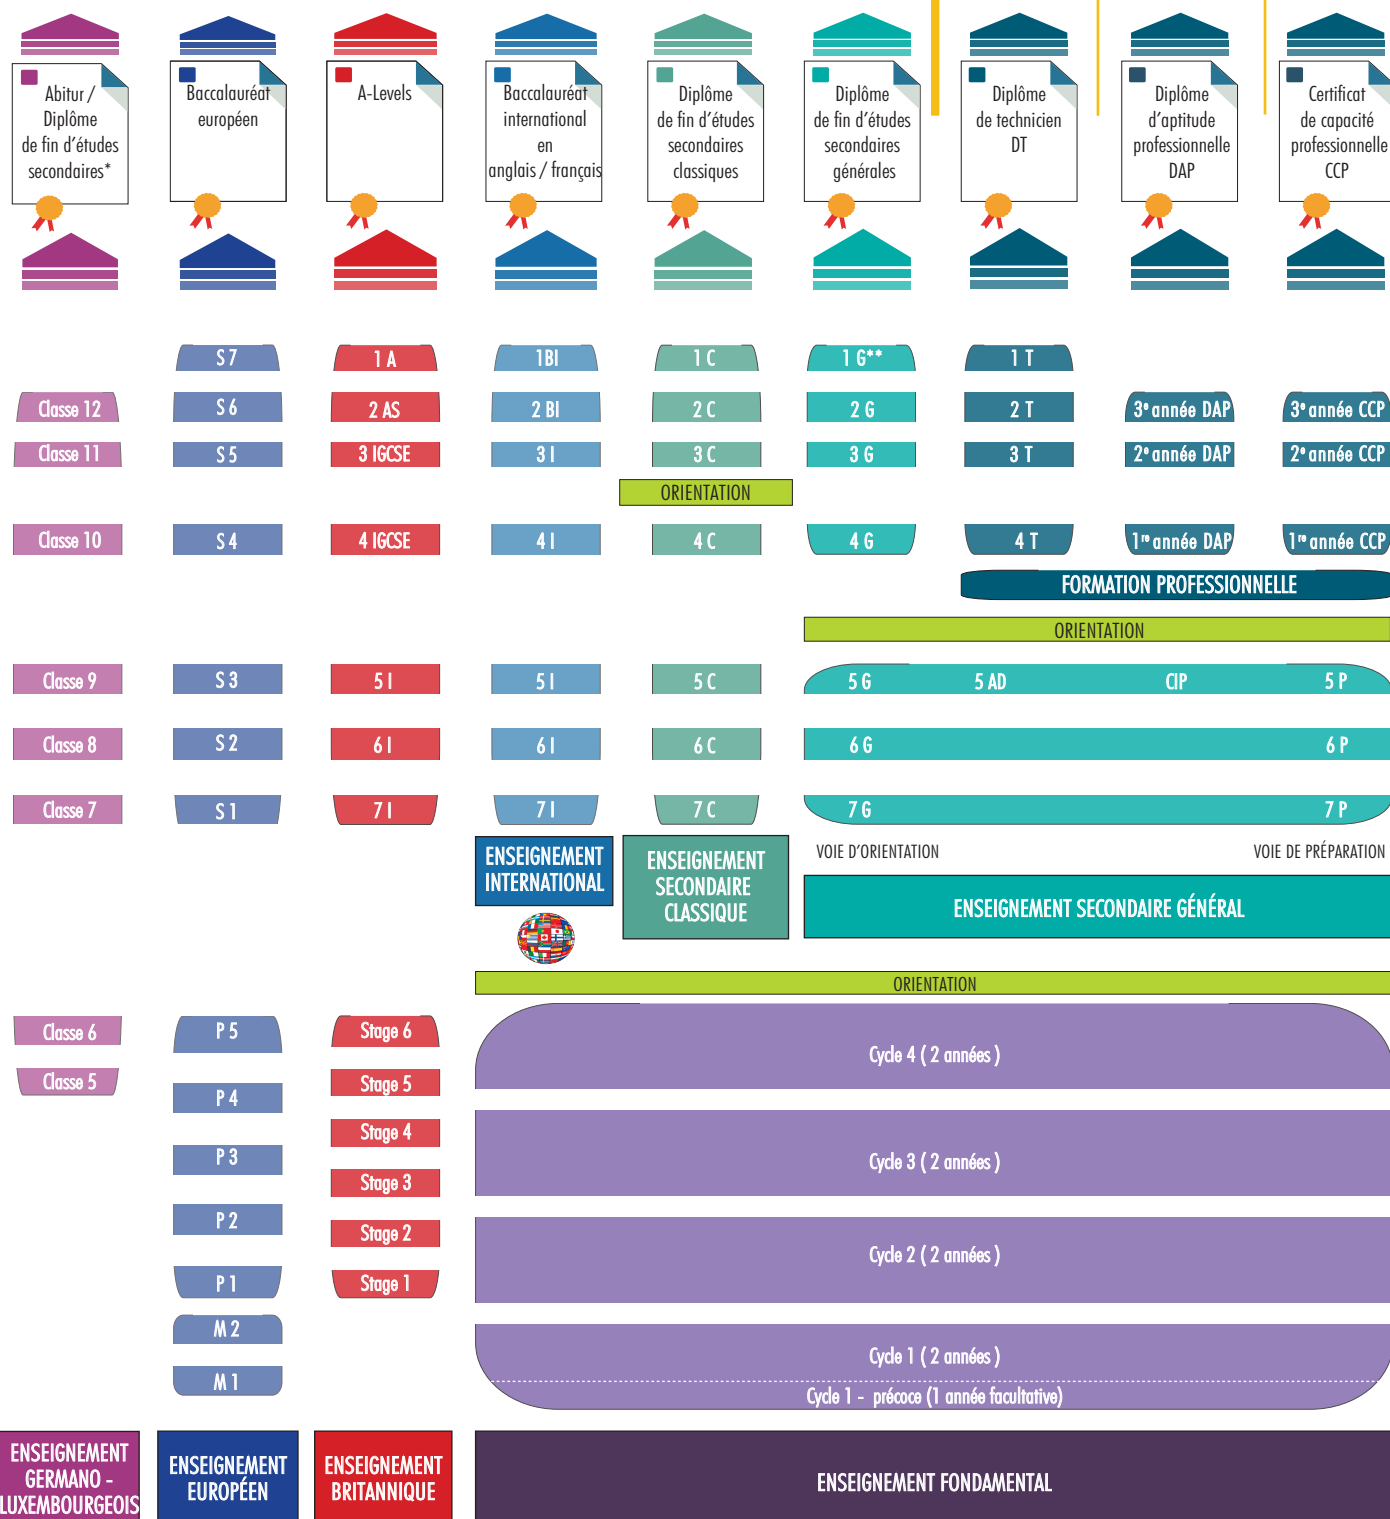 Abitur /
Diplôme
de fin d'études
secondaires*
Baccalauréat
européen
A-Levels
Baccalauréat
international
en
anglais / français
Diplôme
de fin d'études
secondaires
classiques
Diplôme
de fin d'études
secondaires
générales
Diplôme
de technicien
DT
Diplôme
d'aptitude
professionnelle
DAP
Certificat
de capacité
professionnelle
CCP
S 7 1 A 1BI 1 C 1 G** 1 T
Classe 12 S 6 2 AS 2 BI 2 C 2 G 2 T 3e année DAP 3e année CCP
Classe 11 S 5 3 IGCSE 3 I 3 C 3 G 3 T 2e année DAP 2e année CCP
ORIENTATION
Classe 10 S 4 4 IGCSE 4 I 4 C 4 G 4 T 1re année DAP 1re année CCP
FORMATION PROFESSIONNELLE
ORIENTATION
Classe 9 S 3 5 I 5 I 5 C 5 G 5 AD CIP 5 P
Classe 8 S 2 6 I 6 I 6 C 6 G 6 P
Classe 7 S 1 7 I 7 I 7 C 7 G 7 P
ENSEIGNEMENT
INTERNATIONAL
ENSEIGNEMENT
SECONDAIRE
CLASSIQUE
VOIE D'ORIENTATION VOIE DE PRÉPARATION
ENSEIGNEMENT SECONDAIRE GÉNÉRAL
ORIENTATION
Classe 6
Classe 5
P 5
P 4
P 3
P 2
P 1
M 2
M 1
Stage 6
Stage 5
Stage 4
Stage 3
Stage 2
Stage 1
Cycle 4 ( 2 années )
Cycle 3 ( 2 années )
Cycle 2 ( 2 années )
Cycle 1 ( 2 années )
Cycle 1 - précoce (1 année facultative)
ENSEIGNEMENT
GERMANO -
LUXEMBOURGEOIS
ENSEIGNEMENT
EUROPÉEN
ENSEIGNEMENT
BRITANNIQUE
ENSEIGNEMENT FONDAMENTAL